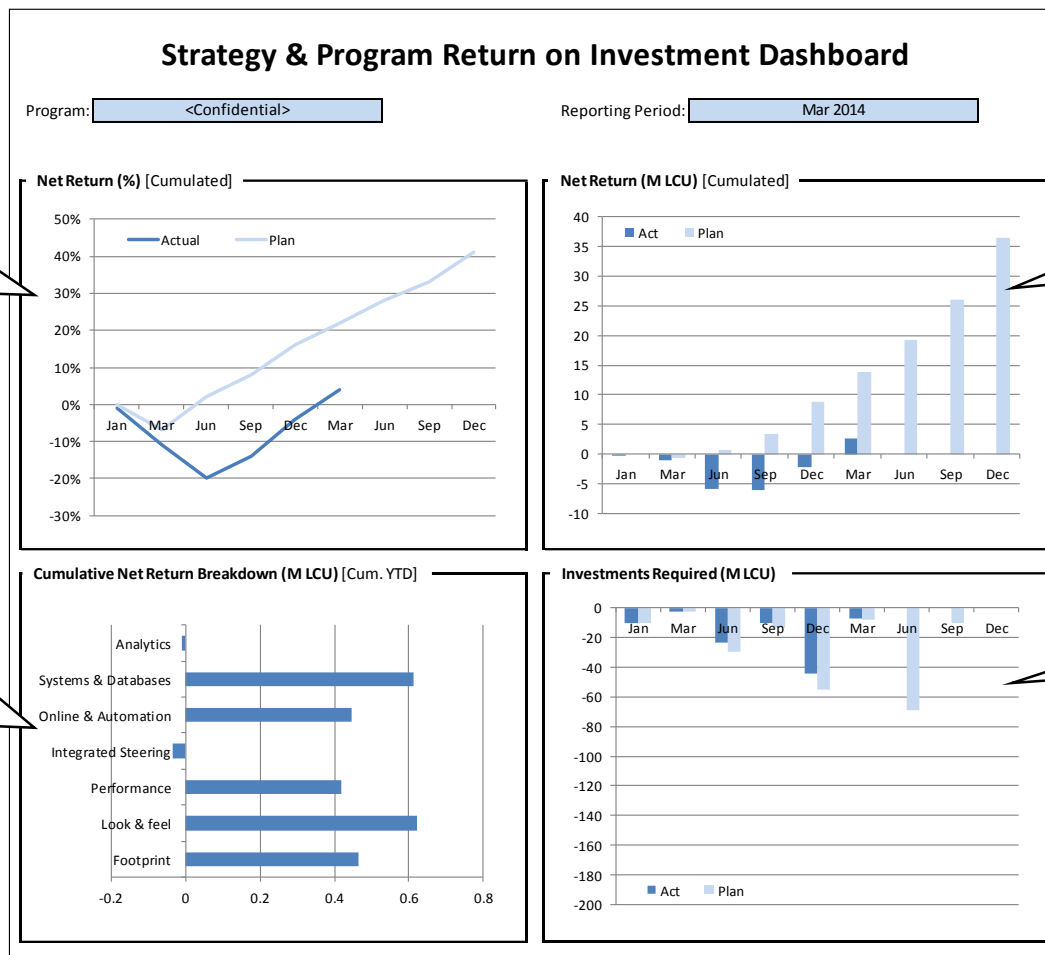 Strategy & Program Return on Investment Dashboard
Program: <Confidential> Reporting Period: Mar 2014
Net Return (%) [Cumulated]
50%
40%
30%
20%
10%
0%
-10%
-20%
-30%
Actual Plan
Jan Mar Jun Sep Dec Mar Jun Sep Dec
Net Return (M LCU) [Cumulated]
40
35
30
25
20
15
10
5
0
-5
-10
Act Plan
Jan Mar Jun Sep Dec Mar Jun Sep Dec
Cumulative Net Return Breakdown (M LCU) [Cum. YTD]
Analytics
Systems & Databases
Online & Automation
Integrated Steering
Performance
Look & feel
Footprint
-0.2 0 0.2 0.4 0.6 0.8
Investments Required (M LCU)
0
-20
-40
-60
-80
-100
-120
-140
-160
-180
-200
Jan Mar Jun Sep Dec Mar Jun Sep Dec
Act Plan